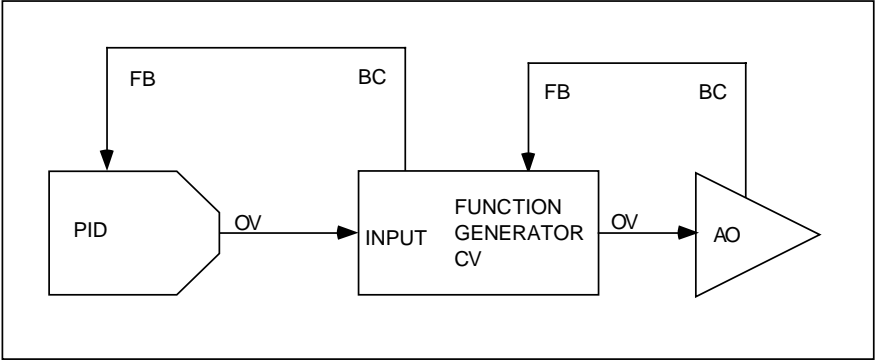 FB
BC
FB
BC
PID
OV
INPUT
FUNCTION
GENERATOR
CV
OV
AO